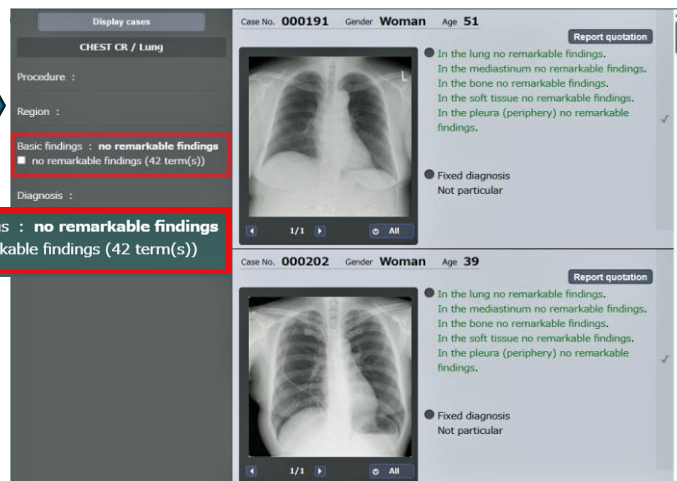 Display cases
CHEST CR / Lung
Procedure :
Region :
Basic findings : no remarkable findings
no remarkable findings (42 term(s))
Diagnosis :
gs : no remarkable findings
kable findings (42 term(s))
Case No. 000191 Gender Woman Age 51
Report quotation
In the lung no remarkable findings.
In the mediastinum no remarkable findings.
In the bone no remarkable findings.
In the soft tissue no remarkable findings.
In the pleura (periphery) no remarkable
findings.
Fixed diagnosis
Not particular
L
1/1 All
Case No. 000202 Gender Woman Age 39
Report quotation
In the lung no remarkable findings.
In the mediastinum no remarkable findings.
In the bone no remarkable findings.
In the soft tissue no remarkable findings.
In the pleura (periphery) no remarkable
findings.
Fixed diagnosis
Not particular
1/1 All